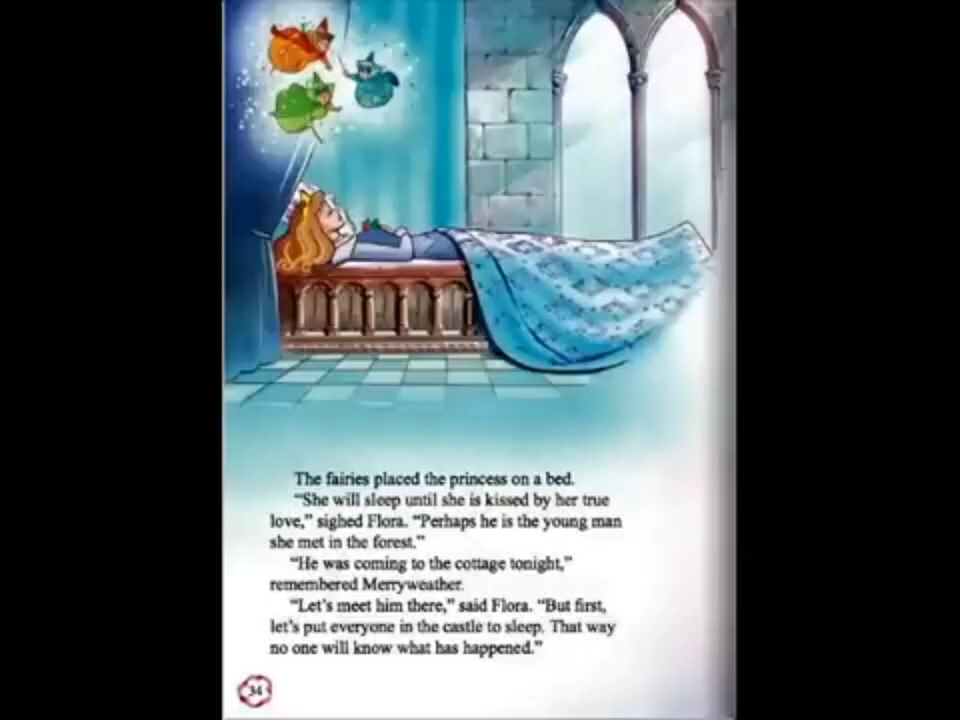 The fairies placed the princess on a bed.
“She will sleep until she is kissed by her true
love,” sighed Flora. “Perhaps he is the young man
she met in the forest.”
“He was coming to the cottage tonight,”
remembered Merryweather.
“Let’s meet him there,” said Flora. “But first,
let’s put everyone in the castle to sleep. That way
no one will know what has happened.”
34